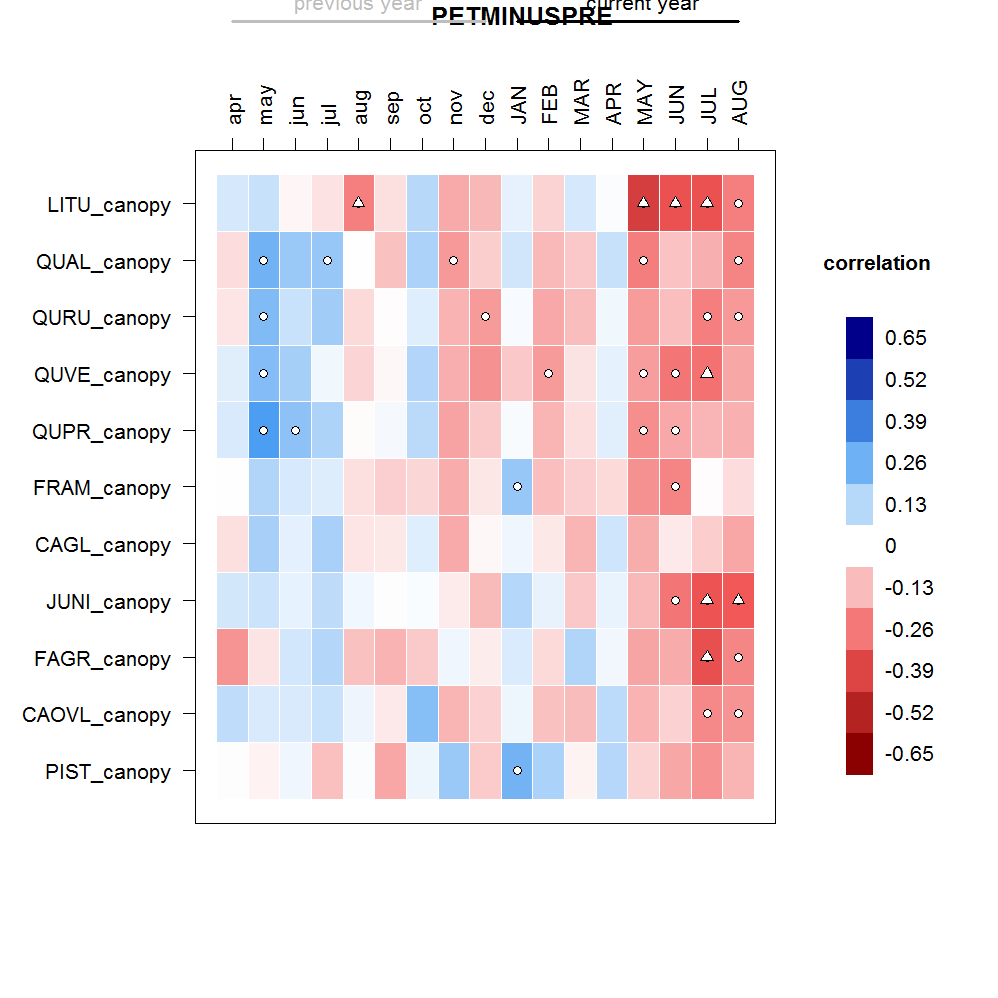 previous year
current year
PETMINUSPRE
apr
may
jun
jul
aug
sep
oct
nov
dec
JAN
FEB
MAR
APR
MAY
JUN
JUL
AUG
LITU_canopy
QUAL_canopy
QURU_canopy
QUVE_canopy
QUPR_canopy
FRAM_canopy
CAGL_canopy
JUNI_canopy
FAGR_canopy
CAOVL_canopy
PIST_canopy
correlation
0.65
0.52
0.39
0.26
0.13
0
-0.13
-0.26
-0.39
-0.52
-0.65